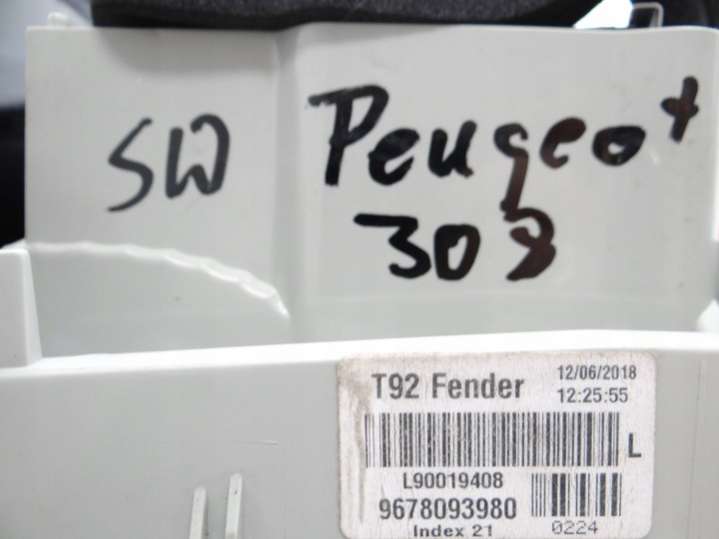 SW
Peugeot
308
T92 Fender
12/06/2018
12:25:55
L
L90019408
9678093980
Index 21
0224